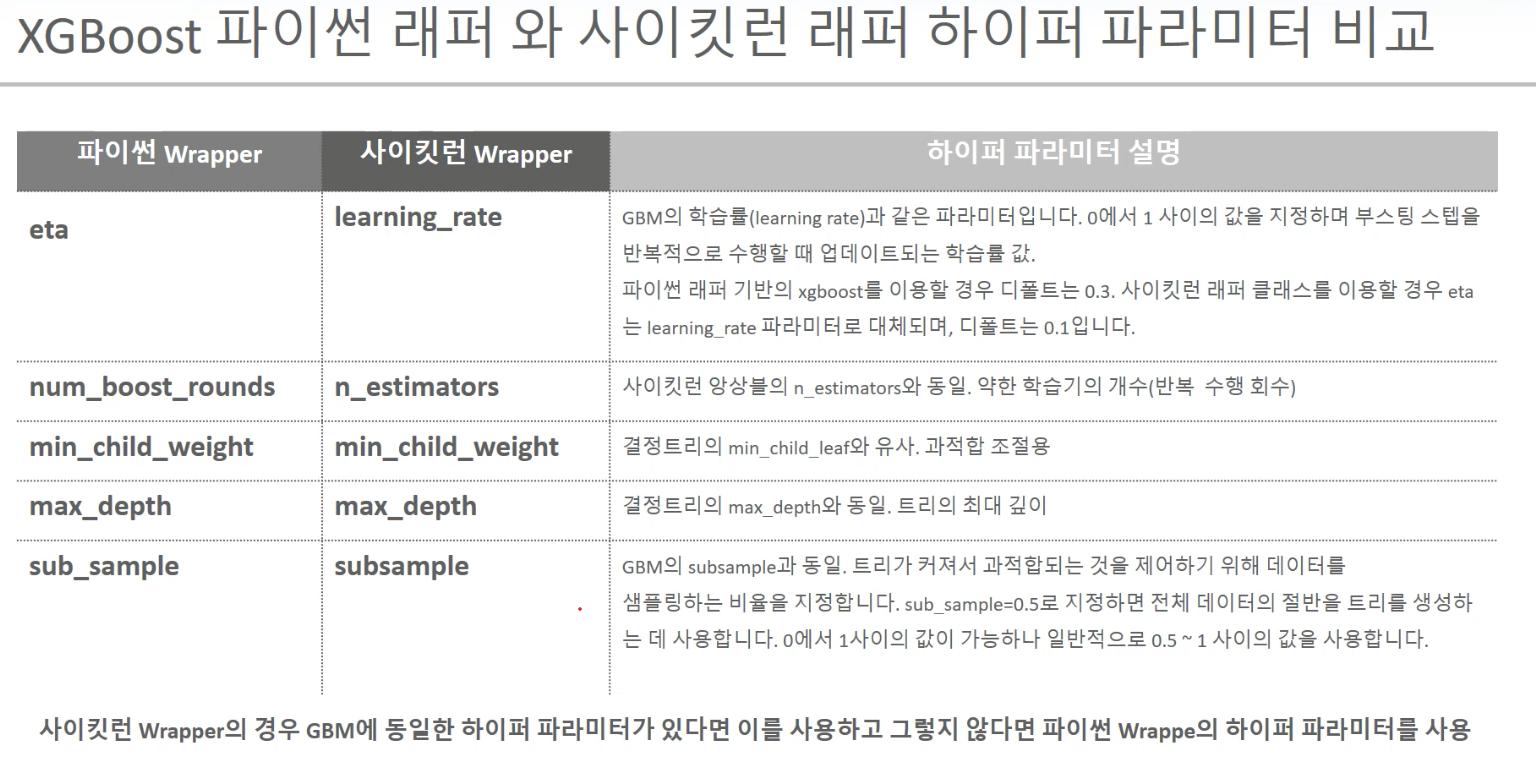 XGBoost 파이썬 래퍼 와 사이킷런 래퍼 하이퍼 파라미터 비교
파이썬 Wrapper
사이킷런 Wrapper
하이퍼 파라미터 설명
eta
learning_rate
GBM의 학습률(learning rate)과 같은 파라미터입니다. 0에서 1 사이의 값을 지정하며 부스팅 스텝을
반복적으로 수행할 때 업데이트되는 학습률 값.
파이썬 래퍼 기반의 xgboost를 이용할 경우 디폴트는 0.3. 사이킷런 래퍼 클래스를 이용할 경우 eta
는 learning_rate 파라미터로 대체되며, 디폴트는 0.1입니다.
num_boost_rounds
n_estimators
사이킷런 앙상블의 n_estimators와 동일. 약한 학습기의 개수(반복 수행 회수)
min_child_weight
min_child_weight
결정트리의 min_child_leaf와 유사. 과적합 조절용
max_depth
max_depth
결정트리의 max_depth와 동일. 트리의 최대 깊이
sub_sample
subsample
GBM의 subsample과 동일. 트리가 커져서 과적합되는 것을 제어하기 위해 데이터를
샘플링하는 비율을 지정합니다. sub_sample=0.5로 지정하면 전체 데이터의 절반을 트리를 생성하
는 데 사용합니다. 0에서 1사이의 값이 가능하나 일반적으로 0.5 ~ 1 사이의 값을 사용합니다.
사이킷런 Wrapper의 경우 GBM에 동일한 하이퍼 파라미터가 있다면 이를 사용하고 그렇지 않다면 파이썬 Wrappe의 하이퍼 파라미터를 사용